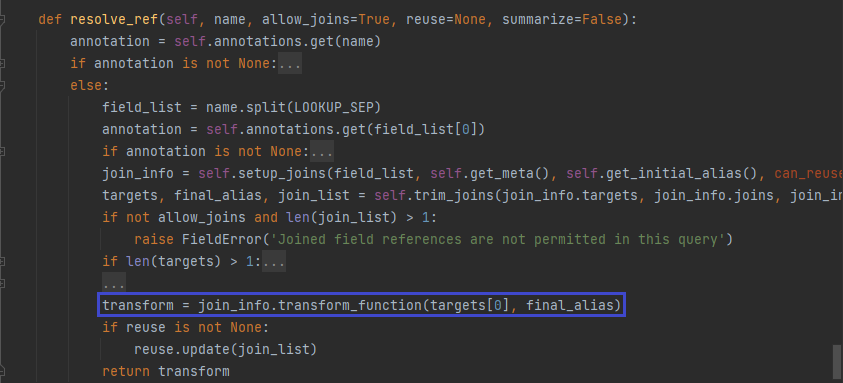 def resolve_ref(self, name, allow_joins=True, reuse=None, summarize=False):
annotation = self.annotations.get(name)
if annotation is not None:...
else:
field_list = name.split(LOOKUP_SEP)
annotation = self.annotations.get(field_list[0])
if annotation is not None:...
join_info = self.setup_joins(field_list, self.get_meta(), self.get_initial_alias(), can_reuse
targets, final_alias, join_list = self.trim_joins(join_info.targets, join_info.joins, join_in
if not allow_joins and len(join_list) > 1:
raise FieldError('Joined field references are not permitted in this query')
if len(targets) > 1:...
...
transform = join_info.transform_function(targets[0], final_alias)
if reuse is not None:
reuse.update(join_list)
return transform